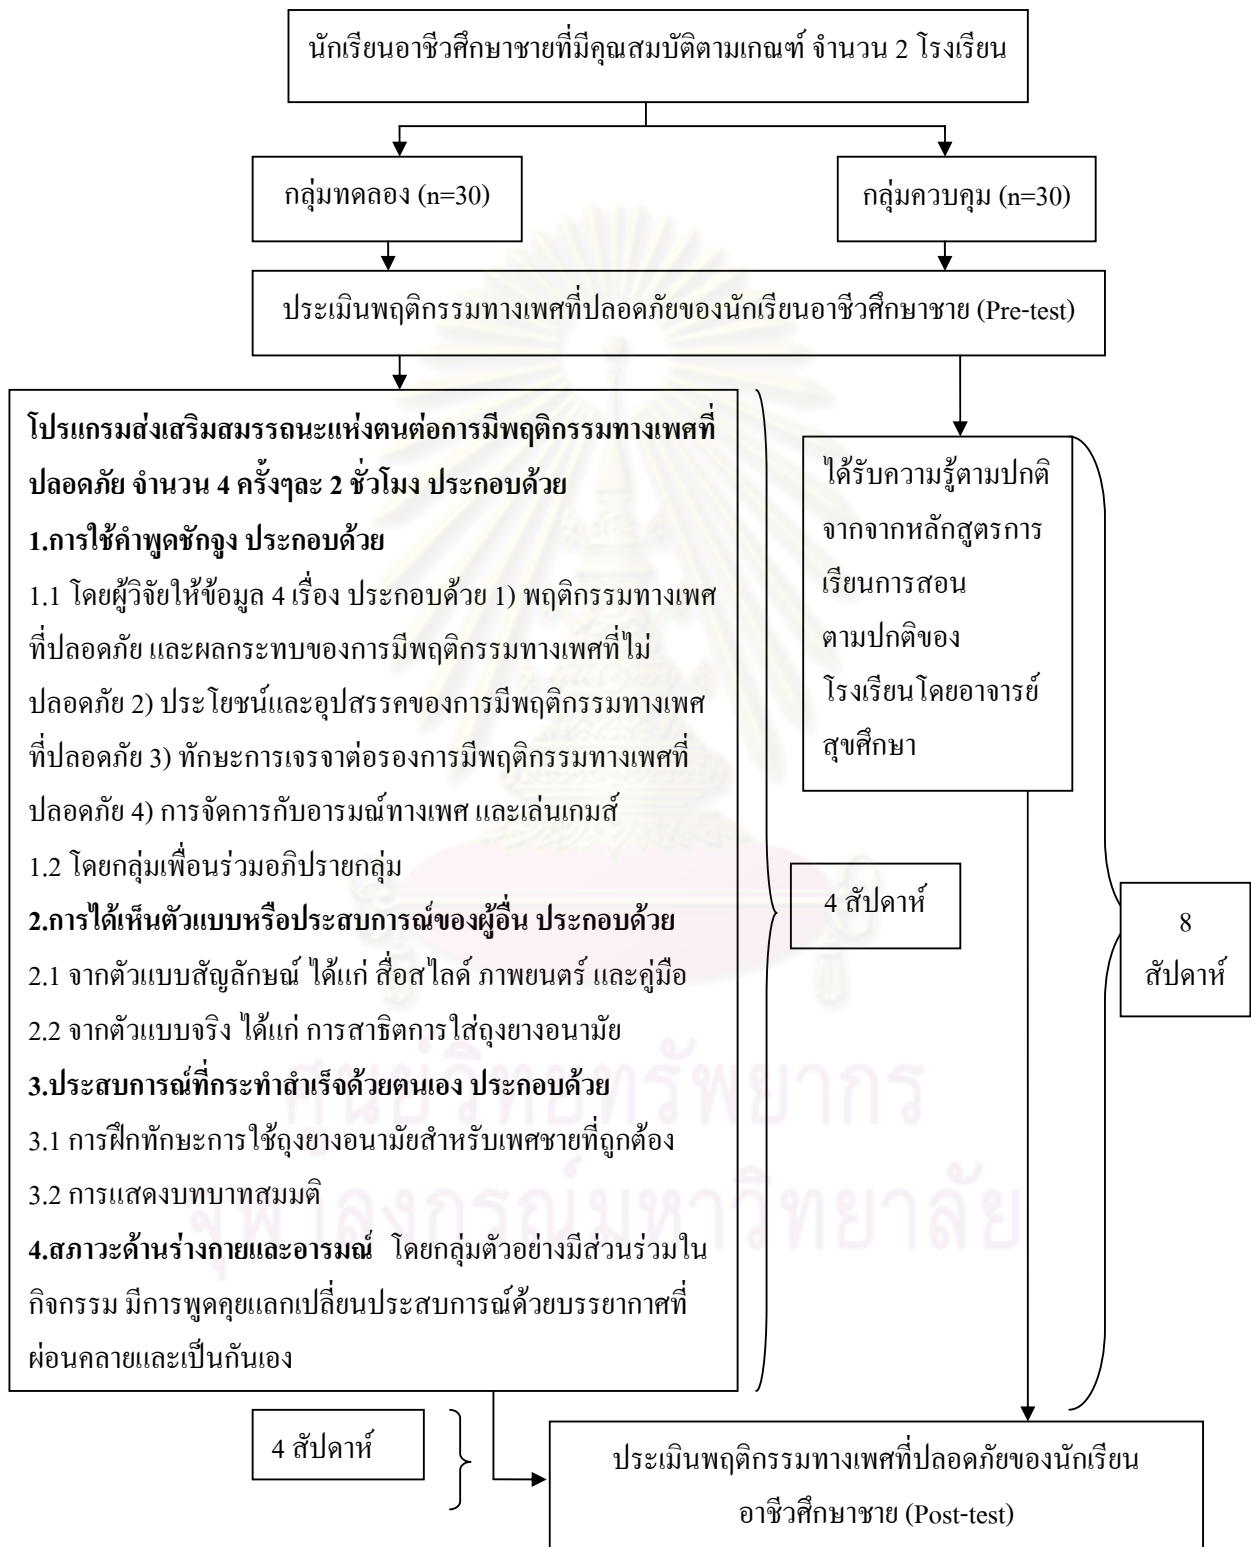 นักเรียนอาชีวศึกษาชายที่มีคุณสมบัติตามเกณฑ์ จำนวน 2 โรงเรียน
กลุ่มทดลอง (n=30)
กลุ่มควบคุม (n=30)
ประเมินพฤติกรรมทางเพศที่ปลอดภัยของนักเรียนอาชีวศึกษาชาย (Pre-test)
โปรแกรมส่งเสริมสมรรถนะแห่งตนต่อการมีพฤติกรรมทางเพศที่
ปลอดภัย จำนวน 4 ครั้งๆละ 2 ชั่วโมง ประกอบด้วย
1.การใช้คำพูดชักจูง ประกอบด้วย
1.1 โดยผู้วิจัยให้ข้อมูล 4 เรื่อง ประกอบด้วย 1) พฤติกรรมทางเพศ
ที่ปลอดภัย และผลกระทบของการมีพฤติกรรมทางเพศที่ไม่
ปลอดภัย 2) ประโยชน์และอุปสรรคของการมีพฤติกรรมทางเพศ
ที่ปลอดภัย 3) ทักษะการเจรจาต่อรองการมีพฤติกรรมทางเพศที่
ปลอดภัย 4) การจัดการกับอารมณ์ทางเพศ และเล่นเกมส์
1.2 โดยกลุ่มเพื่อนร่วมอภิปรายกลุ่ม
2.การได้เห็นตัวแบบหรือประสบการณ์ของผู้อื่น ประกอบด้วย
2.1 จากตัวแบบสัญลักษณ์ ได้แก่ สื่อสไลด์ ภาพยนตร์ และคู่มือ
2.2 จากตัวแบบจริง ได้แก่ การสาธิตการใส่ถุงยางอนามัย
3.ประสบการณ์ที่กระทำสำเร็จด้วยตนเอง ประกอบด้วย
3.1 การฝึกทักษะการใช้ถุงยางอนามัยสำหรับเพศชายที่ถูกต้อง
3.2 การแสดงบทบาทสมมติ
4.สภาวะด้านร่างกายและอารมณ์ โดยกลุ่มตัวอย่างมีส่วนร่วมใน
กิจกรรม มีการพูดคุยแลกเปลี่ยนประสบการณ์ด้วยบรรยากาศที่
ผ่อนคลายและเป็นกันเอง
4 สัปดาห์
ได้รับความรู้ตามปกติ
จากจากหลักสูตรการ
เรียนการสอน
ตามปกติของ
โรงเรียนโดยอาจารย์
สุขศึกษา
8
สัปดาห์
4 สัปดาห์
ประเมินพฤติกรรมทางเพศที่ปลอดภัยของนักเรียน
อาชีวศึกษาชาย (Post-test)
ศูนย์วิทยทรัพยากร
จุฬาลงกรณ์มหาวิทยาลัย